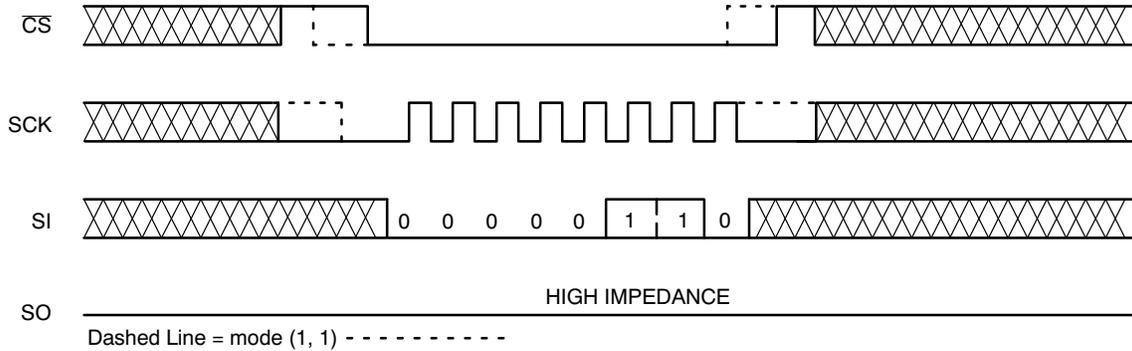 CS
SCK
SI 0 0 0 0 0 1 1 0
HIGH IMPEDANCE
SO
Dashed Line = mode (1, 1)